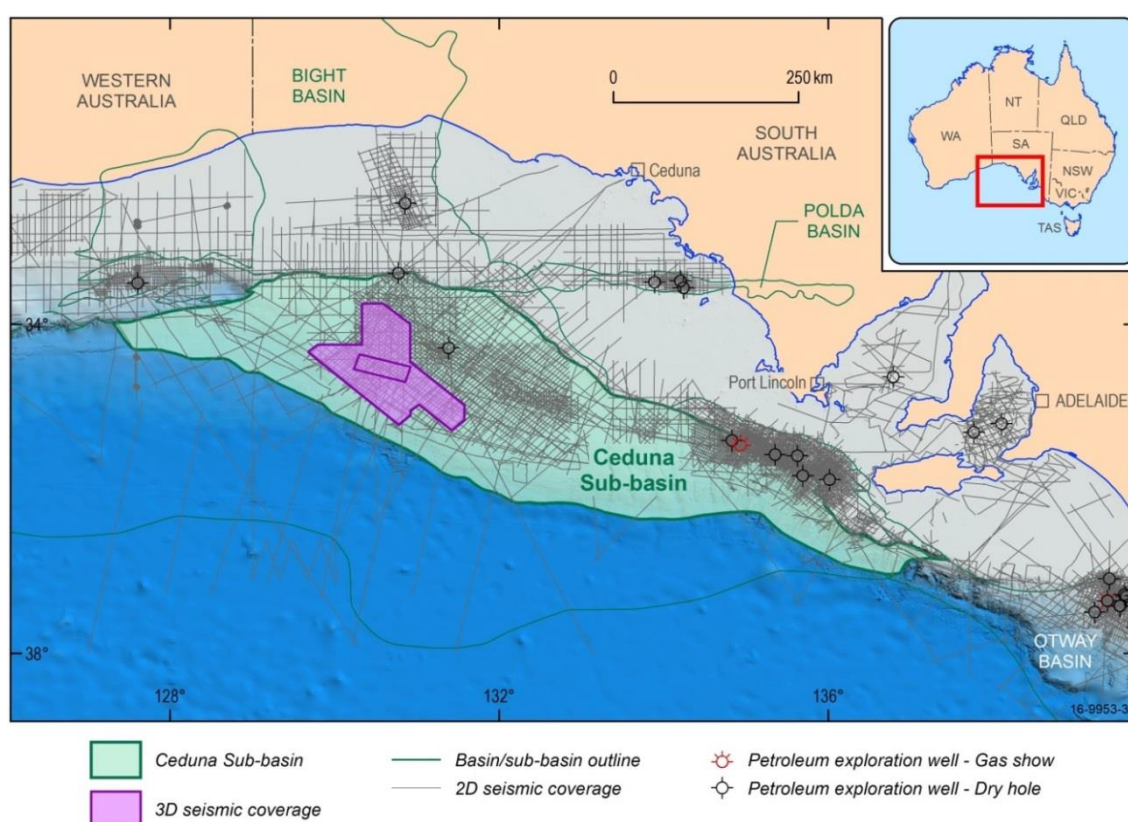 WESTERN
AUSTRALIA
BIGHT
BASIN
0 250 km
SOUTH
AUSTRALIA
Ceduna
POLDA
BASIN
WA
NT
QLD
SA
NSW
VIC
TAS
34°
Port Lincoln
ADELAIDE
Ceduna
Sub-basin
38°
OTWAY
BASIN
128°
132°
136°
16-9953-3
Ceduna Sub-basin
3D seismic coverage
Basin/sub-basin outline
2D seismic coverage
Petroleum exploration well - Gas show
Petroleum exploration well - Dry hole